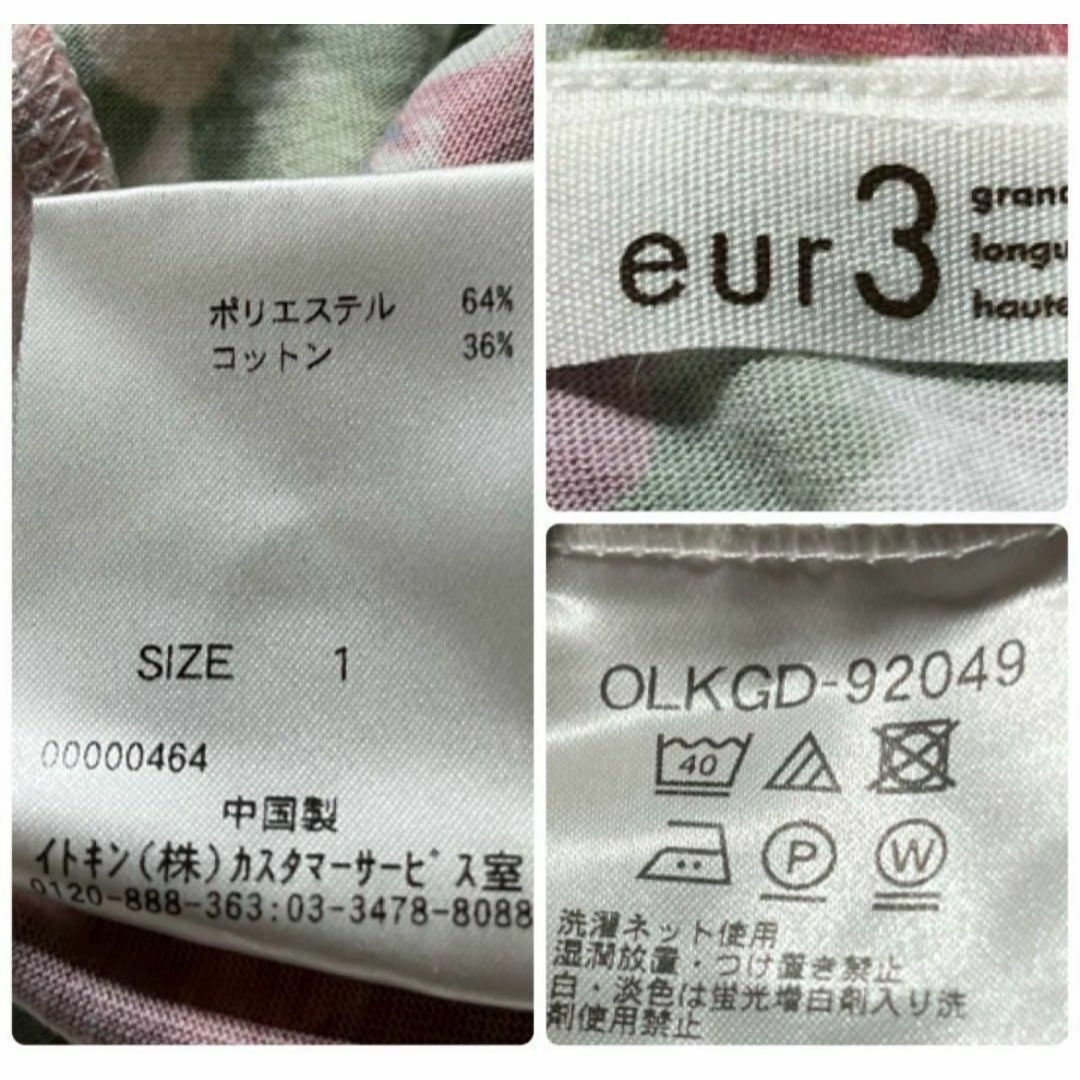 ポリエステル 64%
コットン 36%
SIZE 1
00000464
中国製
イトキン(株)カスタマーサービス室
0120-888-363:03-3478-8088
eur3
longu
haute
OLKGD-92049
40
P
W
洗濯ネット使用
湿潤放置・つけ置き禁止
白・淡色は蛍光増白剤入り洗
剤使用禁止